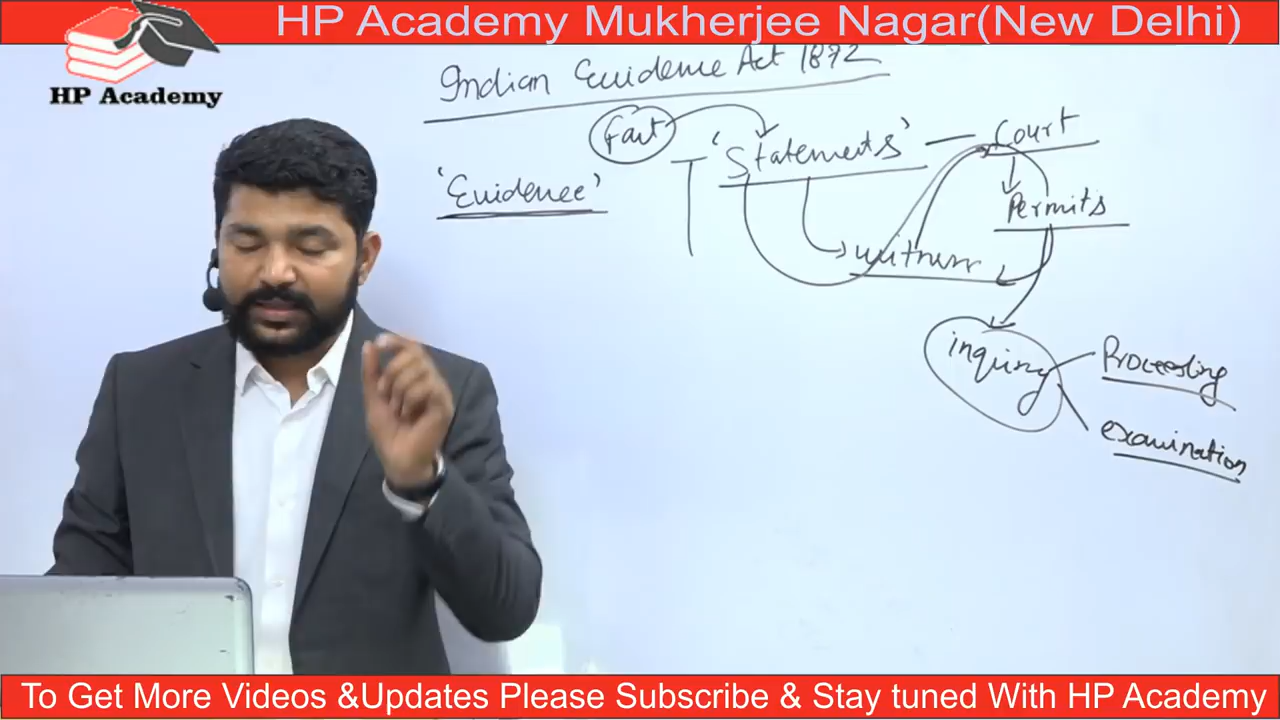 HP Academy Mukherjee Nagar(New Delhi)
HP Academy
Indian Evidence Act 1872
Fact
'Statements' — Court
'Evidence'
Permits
witness
inquiry
Proceeding
examination
To Get More Videos &Updates Please Subscribe & Stay tuned With HP Academy